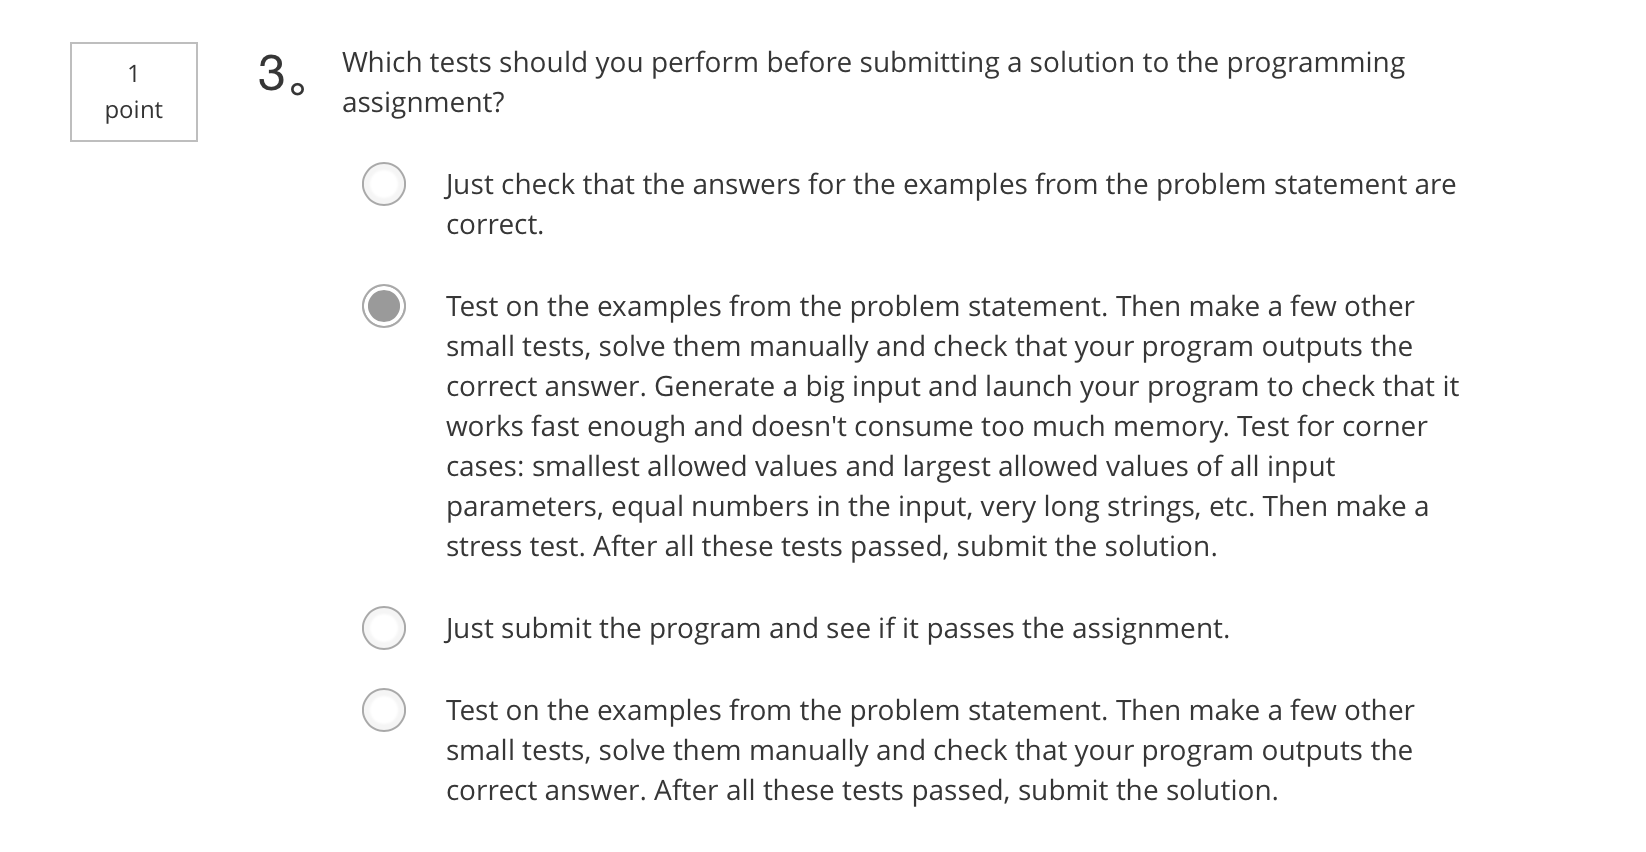 1
point
3. Which tests should you perform before submitting a solution to the programming
assignment?
Just check that the answers for the examples from the problem statement are
correct.
Test on the examples from the problem statement. Then make a few other
small tests, solve them manually and check that your program outputs the
correct answer. Generate a big input and launch your program to check that it
works fast enough and doesn't consume too much memory. Test for corner
cases: smallest allowed values and largest allowed values of all input
parameters, equal numbers in the input, very long strings, etc. Then make a
stress test. After all these tests passed, submit the solution.
Just submit the program and see if it passes the assignment.
Test on the examples from the problem statement. Then make a few other
small tests, solve them manually and check that your program outputs the
correct answer. After all these tests passed, submit the solution.